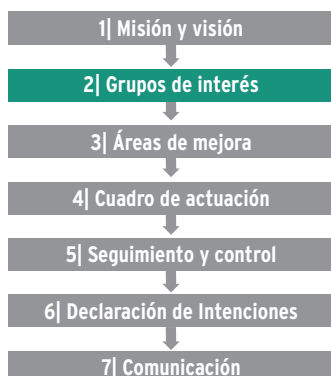 1| Misión y visión
2| Grupos de interés
3| Áreas de mejora
4| Cuadro de actuación
5| Seguimiento y control
6| Declaración de Intenciones
7| Comunicación